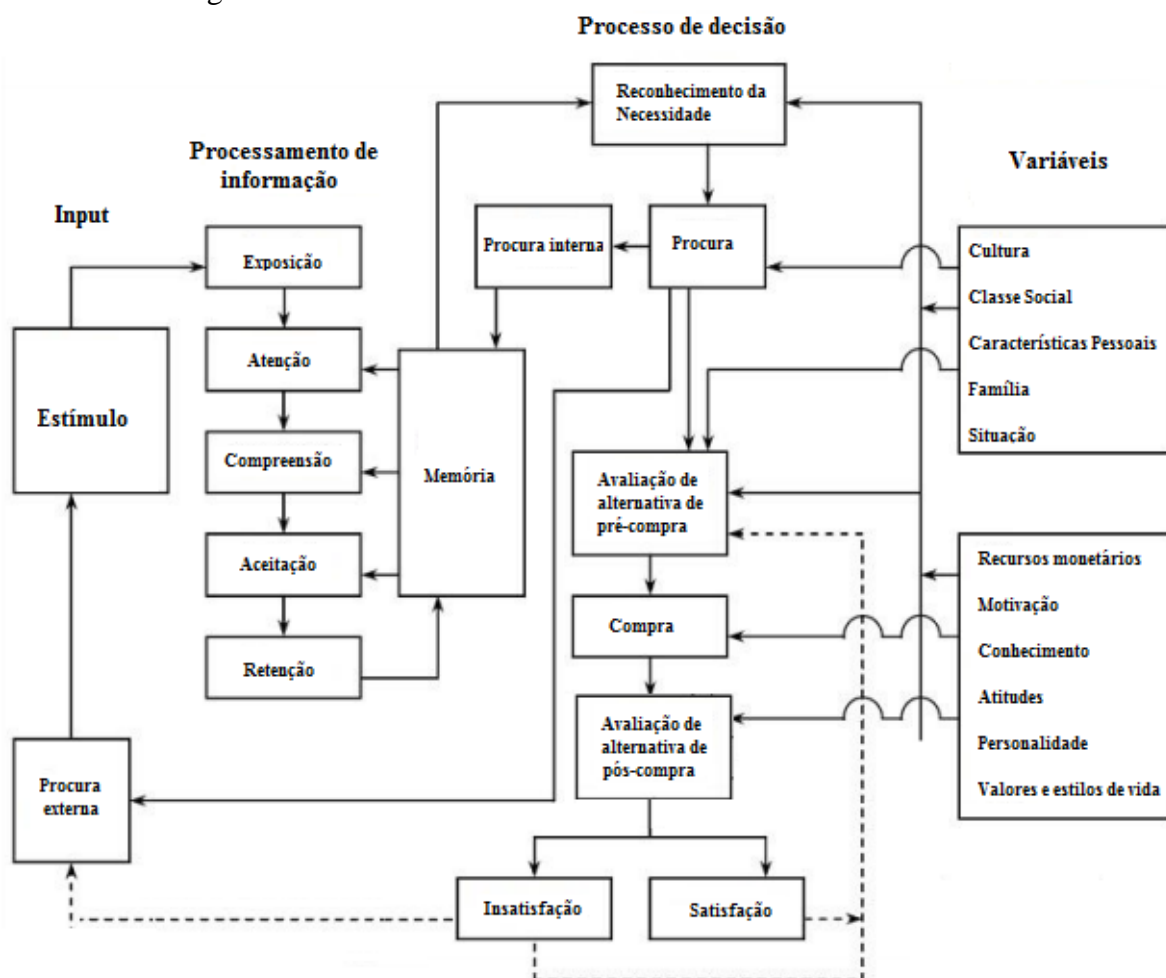 Processo de decisão
Reconhecimento da
Necessidade
Processamento de
informação
Variáveis
Input
Exposição
Procura interna
Procura
Cultura
Classe Social
Características Pessoais
Família
Situação
Atenção
Estímulo
Compreensão
Memória
Avaliação de
alternativa de
pré-compra
Aceitação
Retenção
Compra
Recursos monetários
Motivação
Conhecimento
Atitudes
Personalidade
Valores e estilos de vida
Avaliação de
alternativa de
pós-compra
Procura
externa
Insatisfação
Satisfação